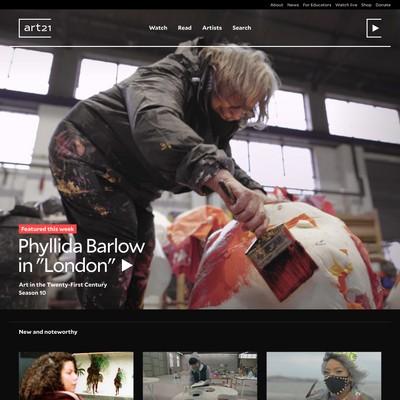 About News For Educators Watch live Shop Donate
art21
Watch Read Artists Search
Featured this week
Phyllida Barlow
in "London"
Art in the Twenty-First Century
Season 10
New and noteworthy